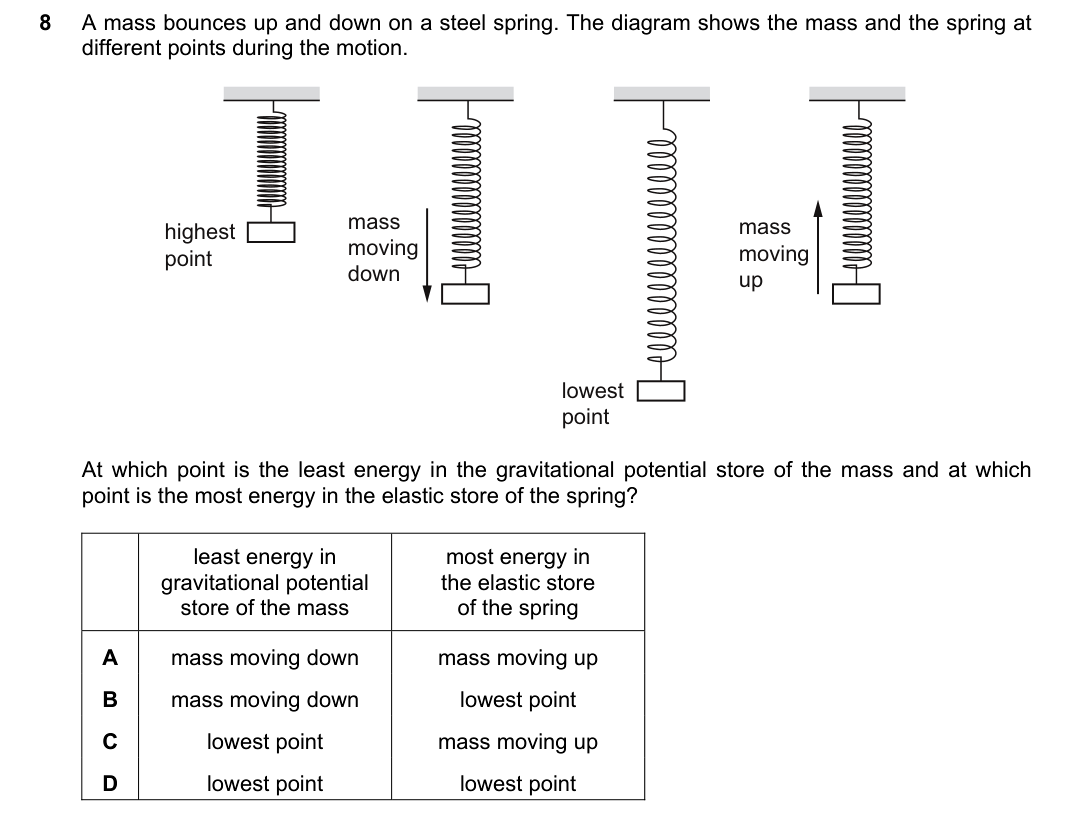 8 A mass bounces up and down on a steel spring. The diagram shows the mass and the spring at
different points during the motion.
highest
point
mass
moving
down
lowest
point
mass
moving
up
At which point is the least energy in the gravitational potential store of the mass and at which
point is the most energy in the elastic store of the spring?
least energy in
gravitational potential
store of the mass
most energy in
the elastic store
of the spring
A mass moving down mass moving up
B mass moving down lowest point
C lowest point mass moving up
D lowest point lowest point